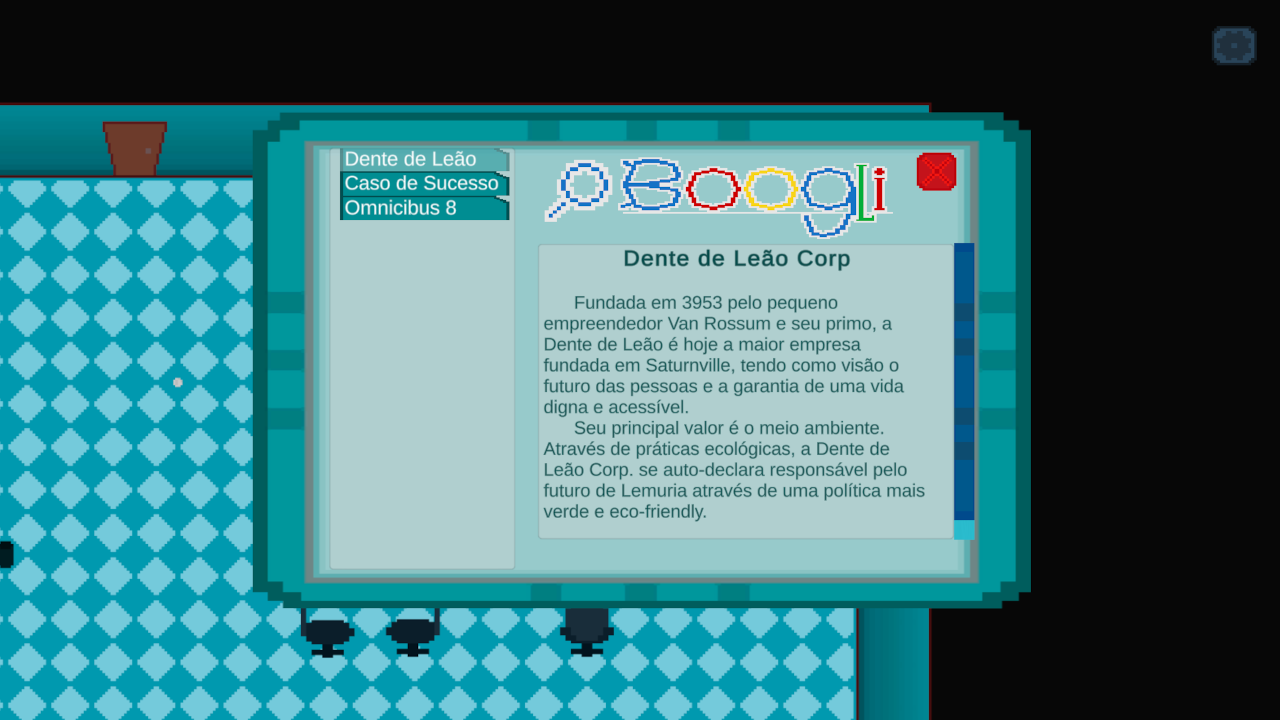 Dente de Leão
Caso de Sucesso
Omnicibus 8
Boogli
Dente de Leão Corp
Fundada em 3953 pelo pequeno
empreendedor Van Rossum e seu primo, a
Dente de Leão é hoje a maior empresa
fundada em Saturnville, tendo como visão o
futuro das pessoas e a garantia de uma vida
digna e acessível.
Seu principal valor é o meio ambiente.
Através de práticas ecológicas, a Dente de
Leão Corp. se auto-declara responsável pelo
futuro de Lemuria através de uma política mais
verde e eco-friendly.